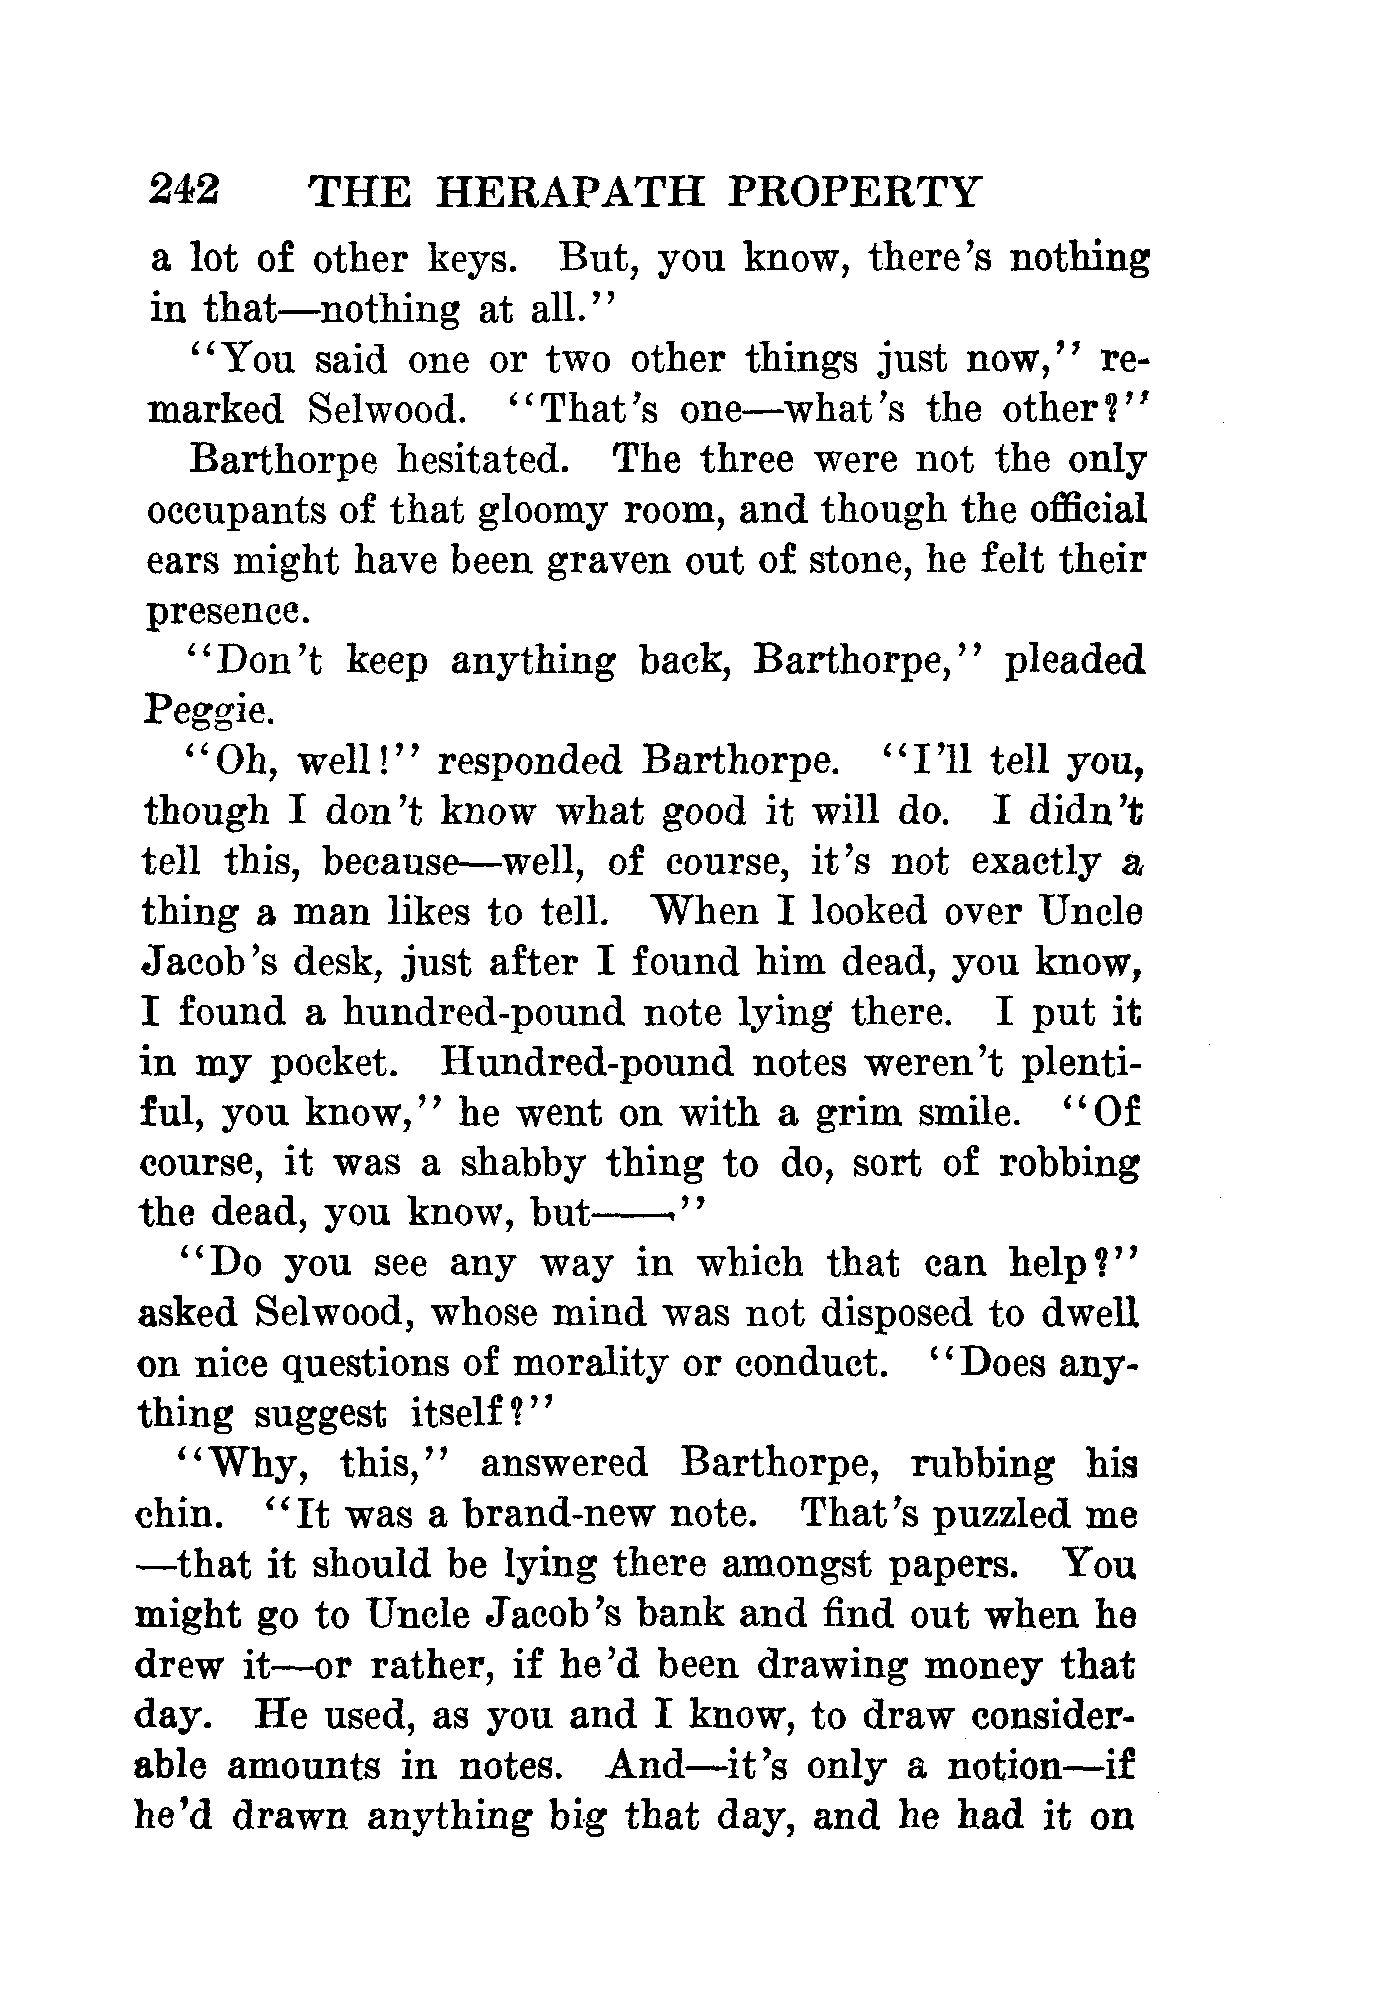 242 THE HERAPATH PROPERTY
a lot of other keys. But, you know, there's nothing
in that—nothing at all."
"You said one or two other things just now," re-
marked Selwood. "That's one—what's the other?"
Barthorpe hesitated. The three were not the only
occupants of that gloomy room, and though the official
ears might have been graven out of stone, he felt their
presence.
"Don't keep anything back, Barthorpe," pleaded
Peggie.
"Oh, well!" responded Barthorpe. "I'll tell you,
though I don't know what good it will do. I didn't
tell this, because—well, of course, it's not exactly a
thing a man likes to tell. When I looked over Uncle
Jacob's desk, just after I found him dead, you know,
I found a hundred-pound note lying there. I put it
in my pocket. Hundred-pound notes weren't plenti-
ful, you know," he went on with a grim smile. "Of
course, it was a shabby thing to do, sort of robbing
the dead, you know, but——"
"Do you see any way in which that can help?"
asked Selwood, whose mind was not disposed to dwell
on nice questions of morality or conduct. "Does any-
thing suggest itself?"
"Why, this," answered Barthorpe, rubbing his
chin. "It was a brand-new note. That's puzzled me
—that it should be lying there amongst papers. You
might go to Uncle Jacob's bank and find out when he
drew it—or rather, if he'd been drawing money that
day. He used, as you and I know, to draw consider-
able amounts in notes. And—it's only a notion—if
he'd drawn anything big that day, and he had it on